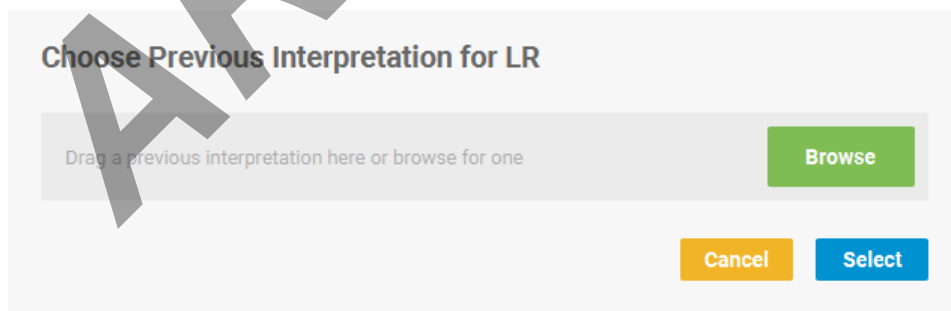 Choose Previous Interpretation for LR
Drag a previous interpretation here or browse for one
Browse
Cancel
Select